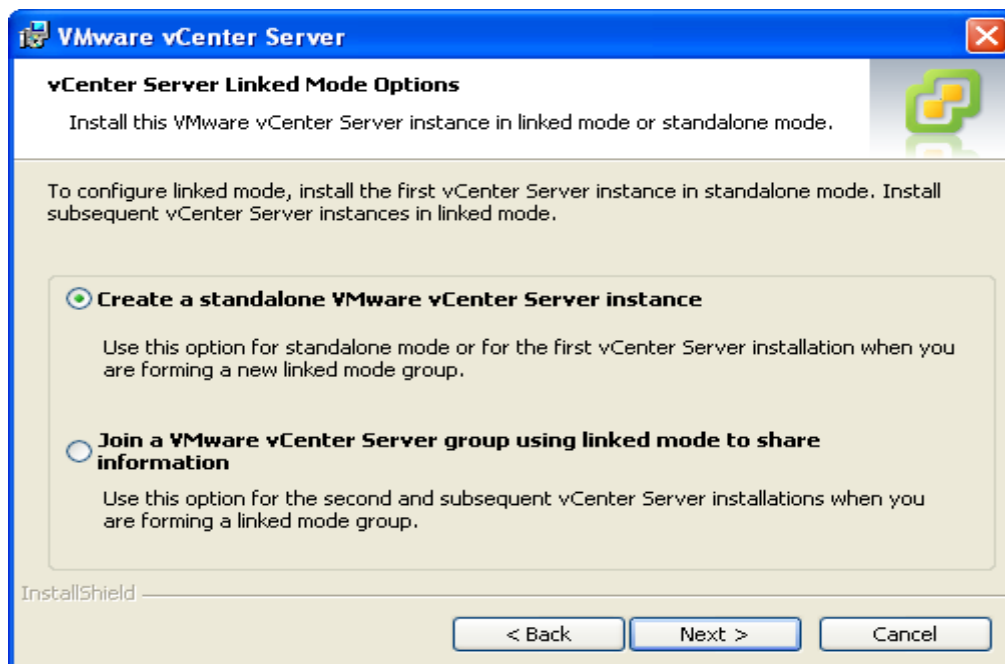 VMware vCenter Server
vCenter Server Linked Mode Options
Install this VMware vCenter Server instance in linked mode or standalone mode.
To configure linked mode, install the first vCenter Server instance in standalone mode. Install
subsequent vCenter Server instances in linked mode.
Create a standalone VMware vCenter Server instance
Use this option for standalone mode or for the first vCenter Server installation when you
are forming a new linked mode group.
Join a VMware vCenter Server group using linked mode to share
information
Use this option for the second and subsequent vCenter Server installations when you
are forming a linked mode group.
InstallShield
< Back Next > Cancel